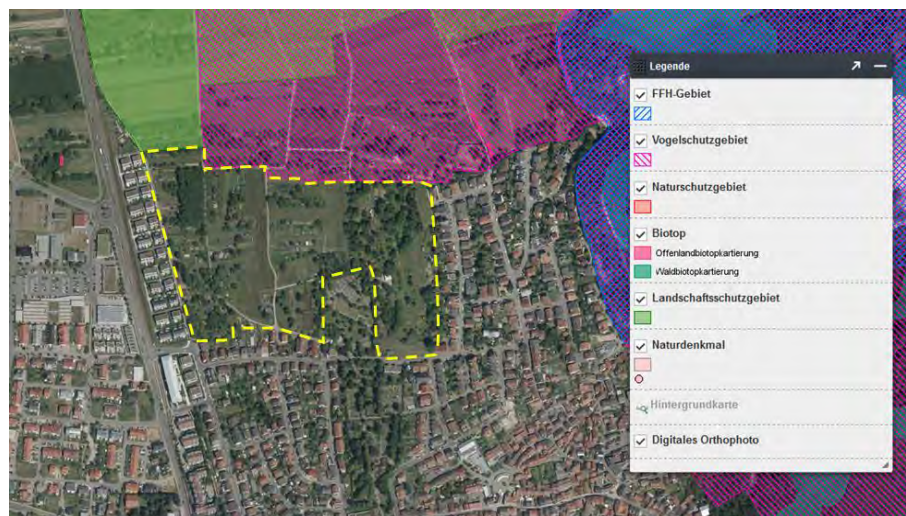 Legende
FFH-Gebiet
Vogelschutzgebiet
Naturschutzgebiet
Biotop
Offenlandbiotopkartierung
Waldbiotopkartierung
Landschaftsschutzgebiet
Naturdenkmal
Hintergrundkarte
Digitales Orthophoto